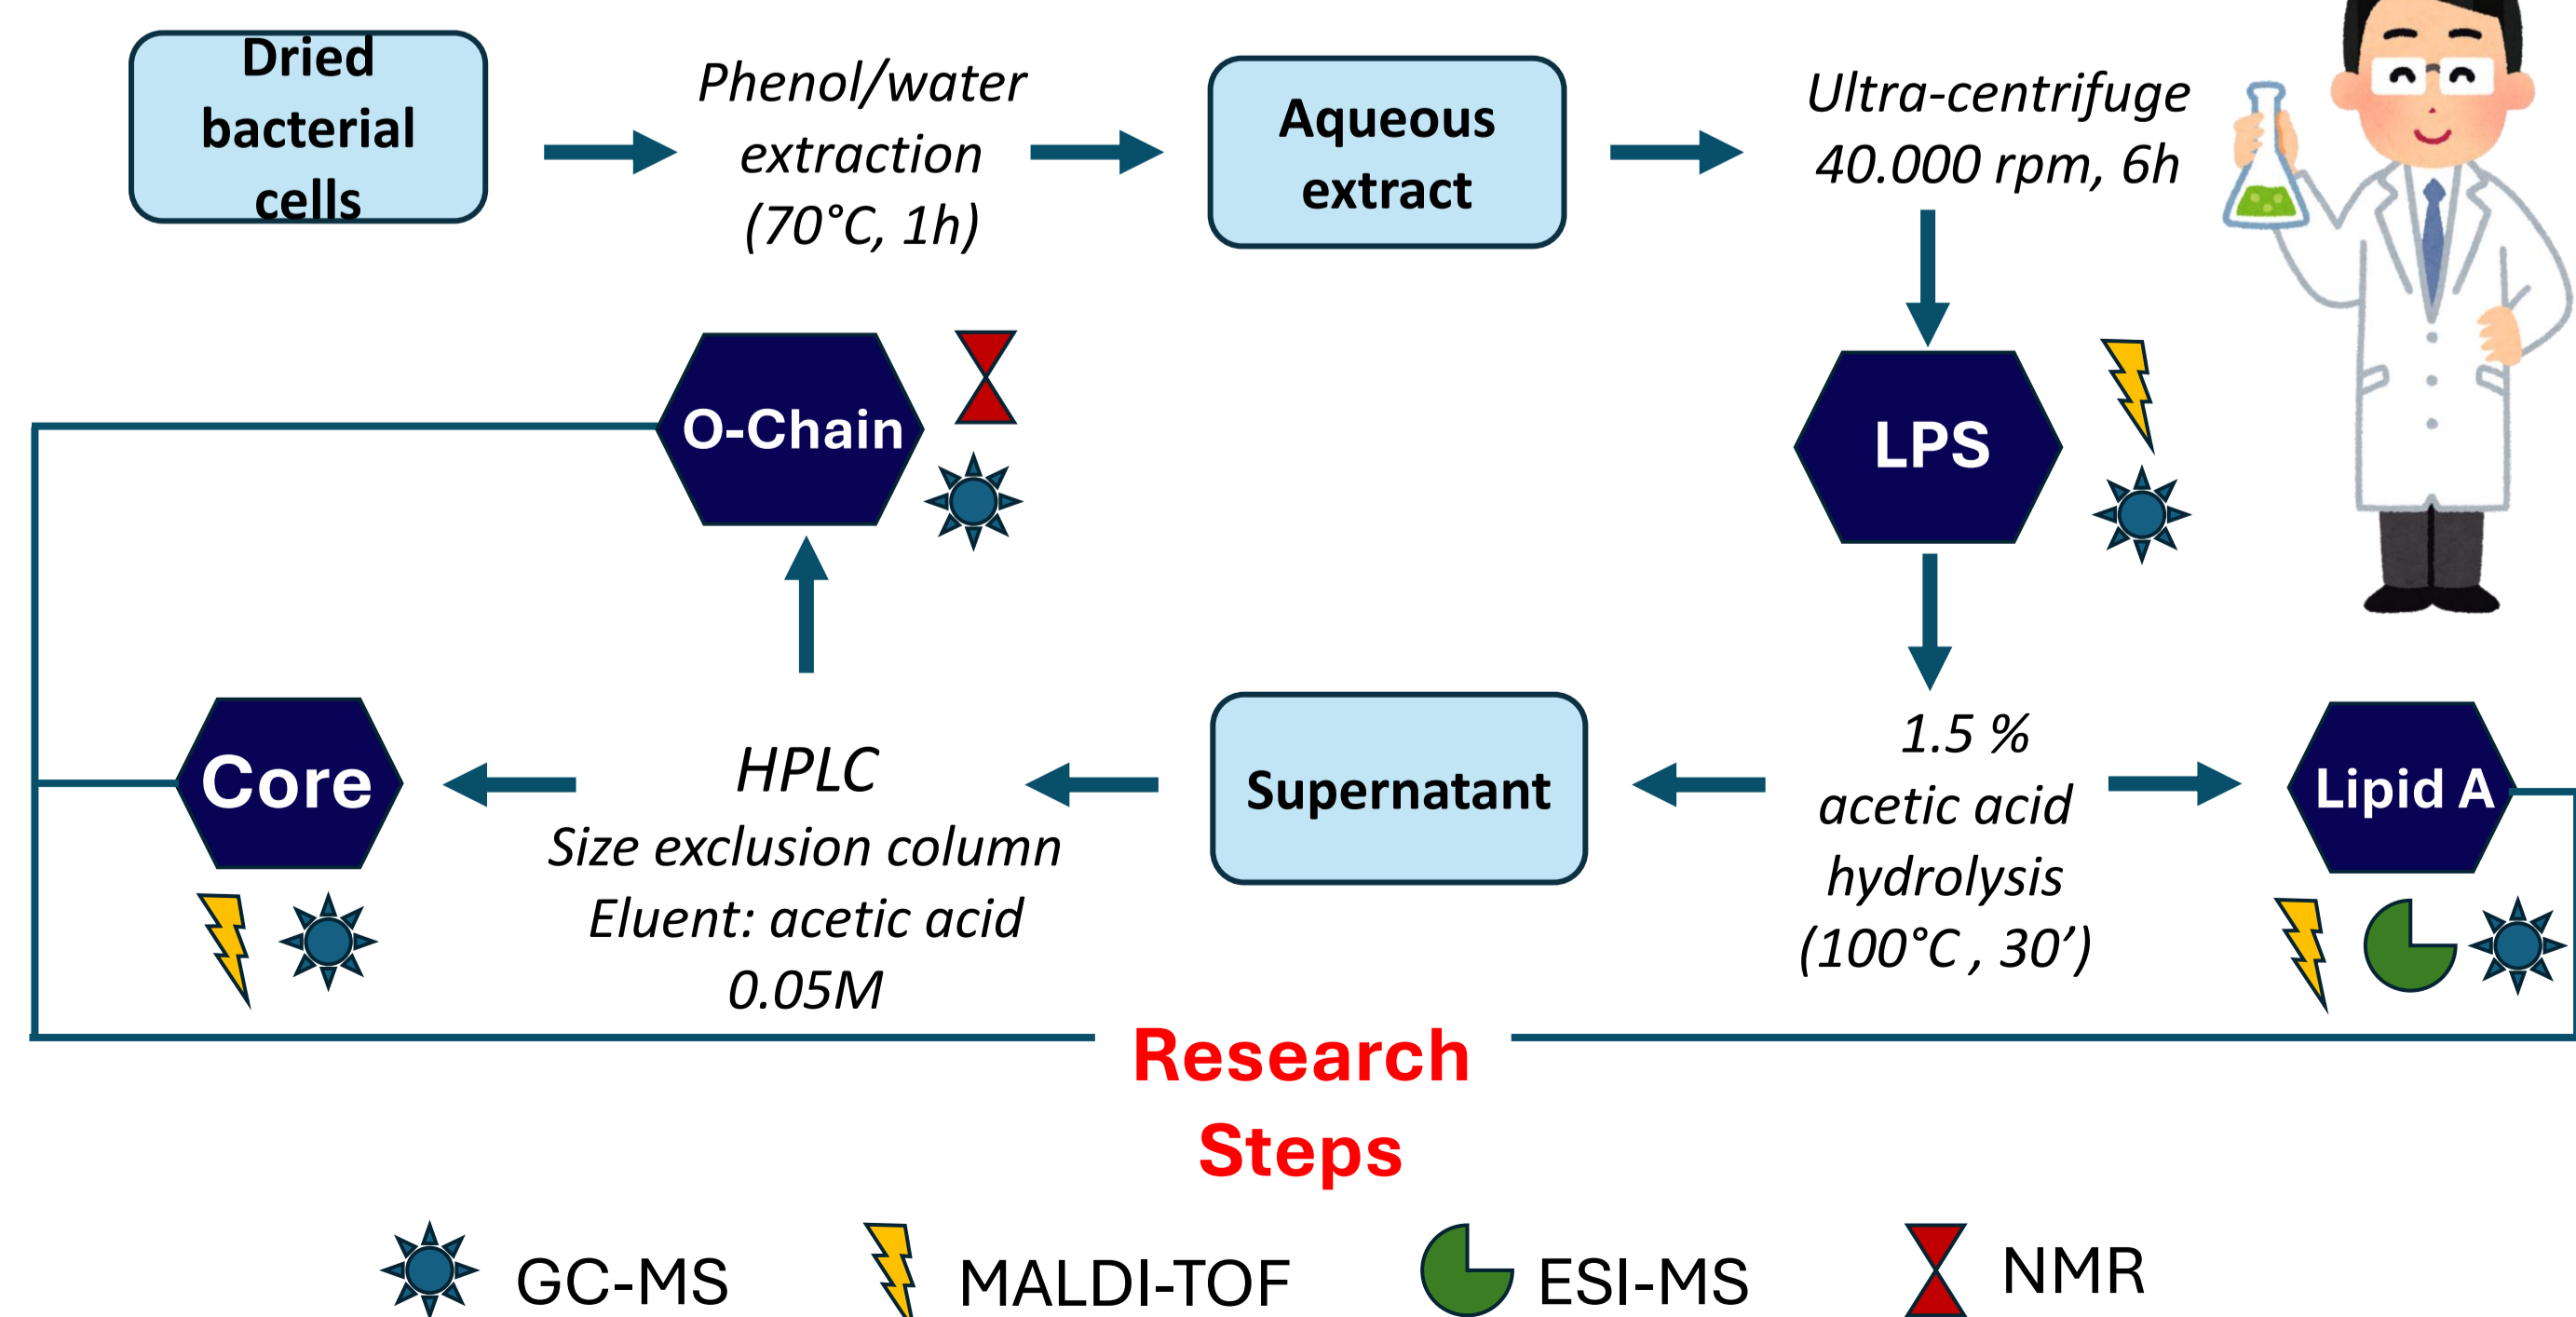 Dried
bacterial
cells
Phenol/water
extraction
(70°C, 1h)
Aqueous
extract
Ultra-centrifuge
40.000 rpm, 6h
O-Chain
LPS
Core
HPLC
Size exclusion column
Eluent: acetic acid
0.05M
Supernatant
1.5 %
acetic acid
hydrolysis
(100°C , 30’)
Lipid A
Research
Steps
GC-MS
MALDI-TOF
ESI-MS
NMR